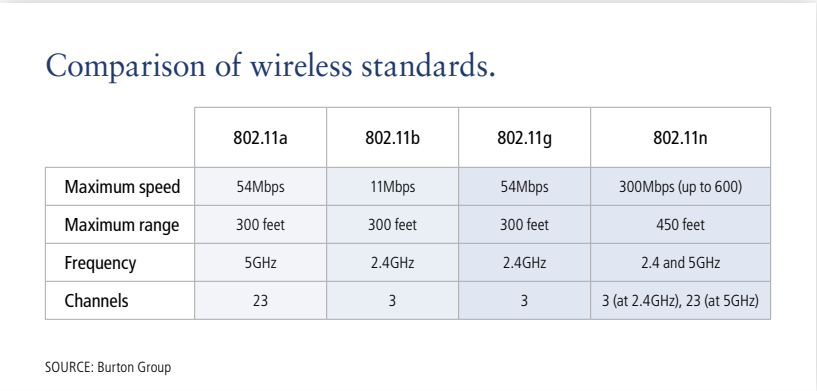 Comparison of wireless standards.
802.11a 802.11b 802.11g 802.11n
Maximum speed 54Mbps 11Mbps 54Mbps 300Mbps (up to 600)
Maximum range 300 feet 300 feet 300 feet 450 feet
Frequency 5GHz 2.4GHz 2.4GHz 2.4 and 5GHz
Channels 23 3 3 3 (at 2.4GHz), 23 (at 5GHz)
SOURCE: Burton Group